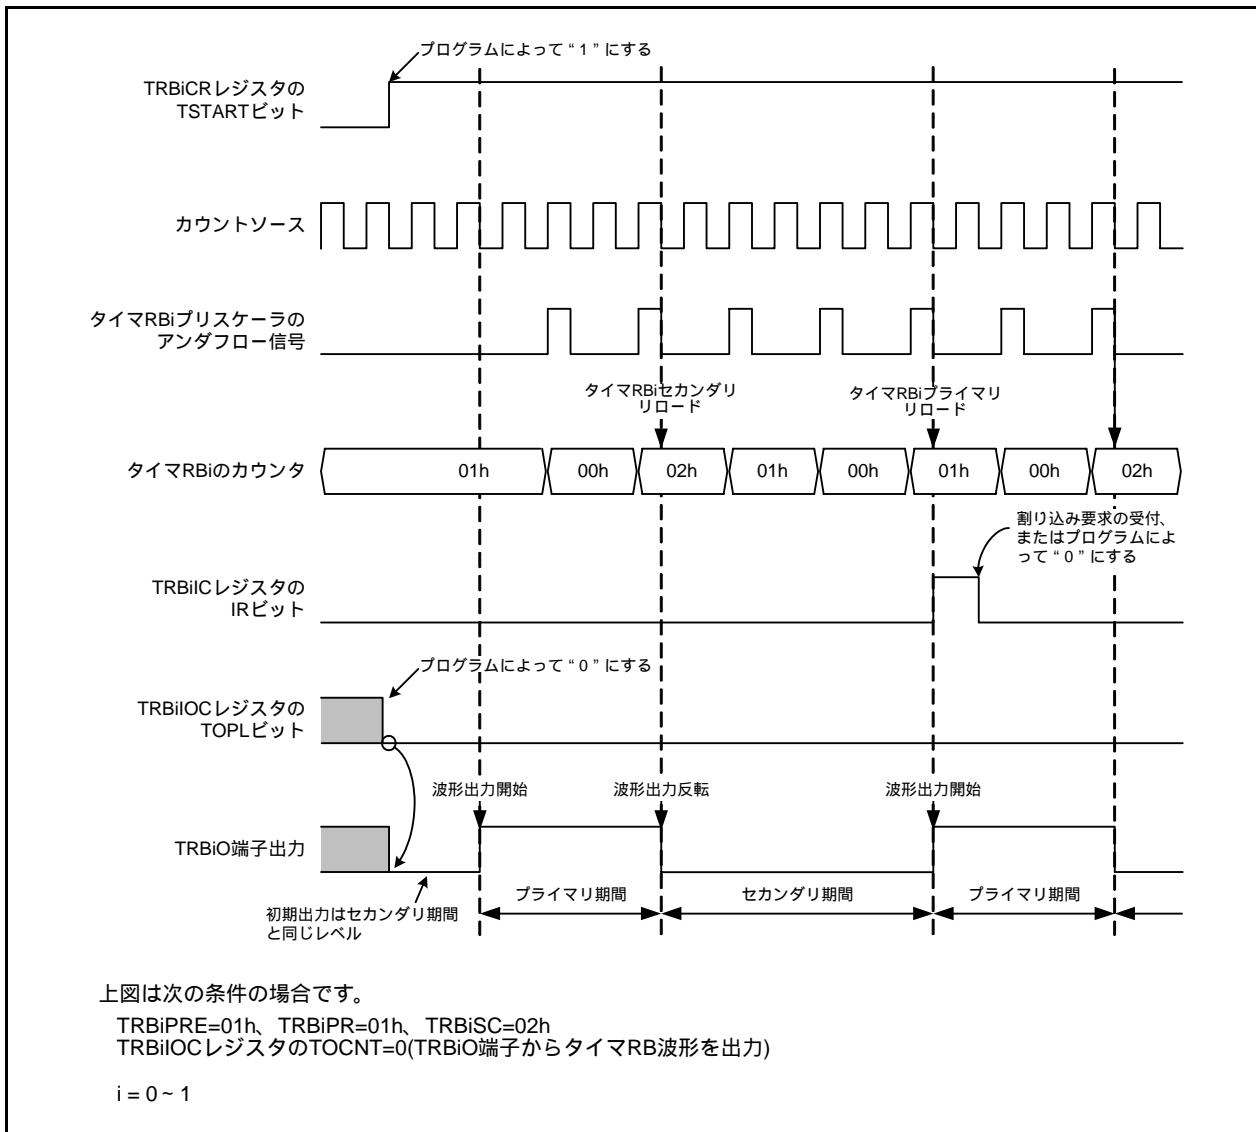 プログラムによって“1”にする
TRBiCRレジスタの
TSTARTビット
カウントソース
タイマRBiプリスケーラの
アンダフロー信号
タイマRBiセカンダリ
リロード
タイマRBiプライマリ
リロード
タイマRBiのカウンタ
01h
00h
02h
01h
00h
01h
00h
02h
割り込み要求の受付、
またはプログラムによ
って“0”にする
TRBiICレジスタの
IRビット
プログラムによって“0”にする
TRBiIOCレジスタの
TOPLビット
波形出力開始
波形出力反転
波形出力開始
TRBiO端子出力
プライマリ期間
セカンダリ期間
プライマリ期間
初期出力はセカンダリ期間
と同じレベル
上図は次の条件の場合です。
TRBiPRE=01h、TRBiPR=01h、TRBiSC=02h
TRBiIOCレジスタのTOCNT=0(TRBiO端子からタイマRB波形を出力)
i = 0 ~ 1